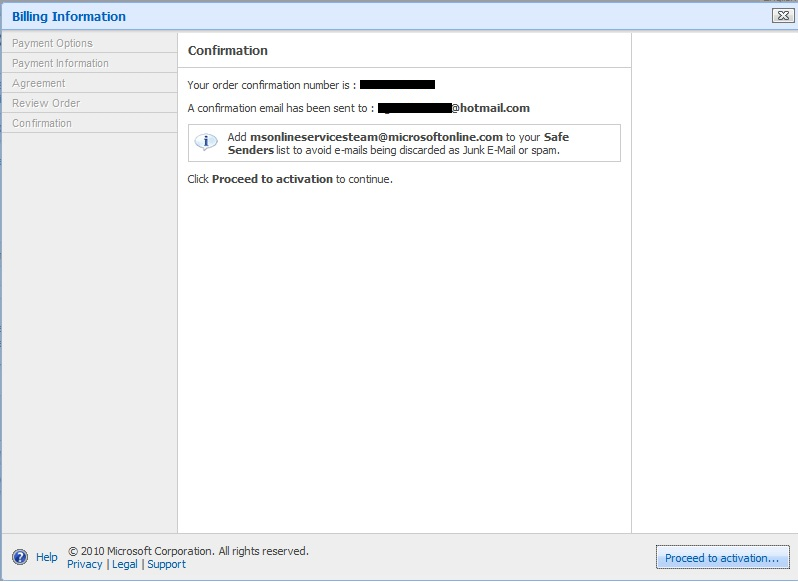 Billing Information
Payment Options
Payment Information
Agreement
Review Order
Confirmation
Confirmation
Your order confirmation number is :
A confirmation email has been sent to : @hotmail.com
Add msonlineservicesteam@microsoftonline.com to your Safe
Senders list to avoid e-mails being discarded as Junk E-Mail or spam.
Click Proceed to activation to continue.
Help
© 2010 Microsoft Corporation. All rights reserved.
Privacy | Legal | Support
Proceed to activation...